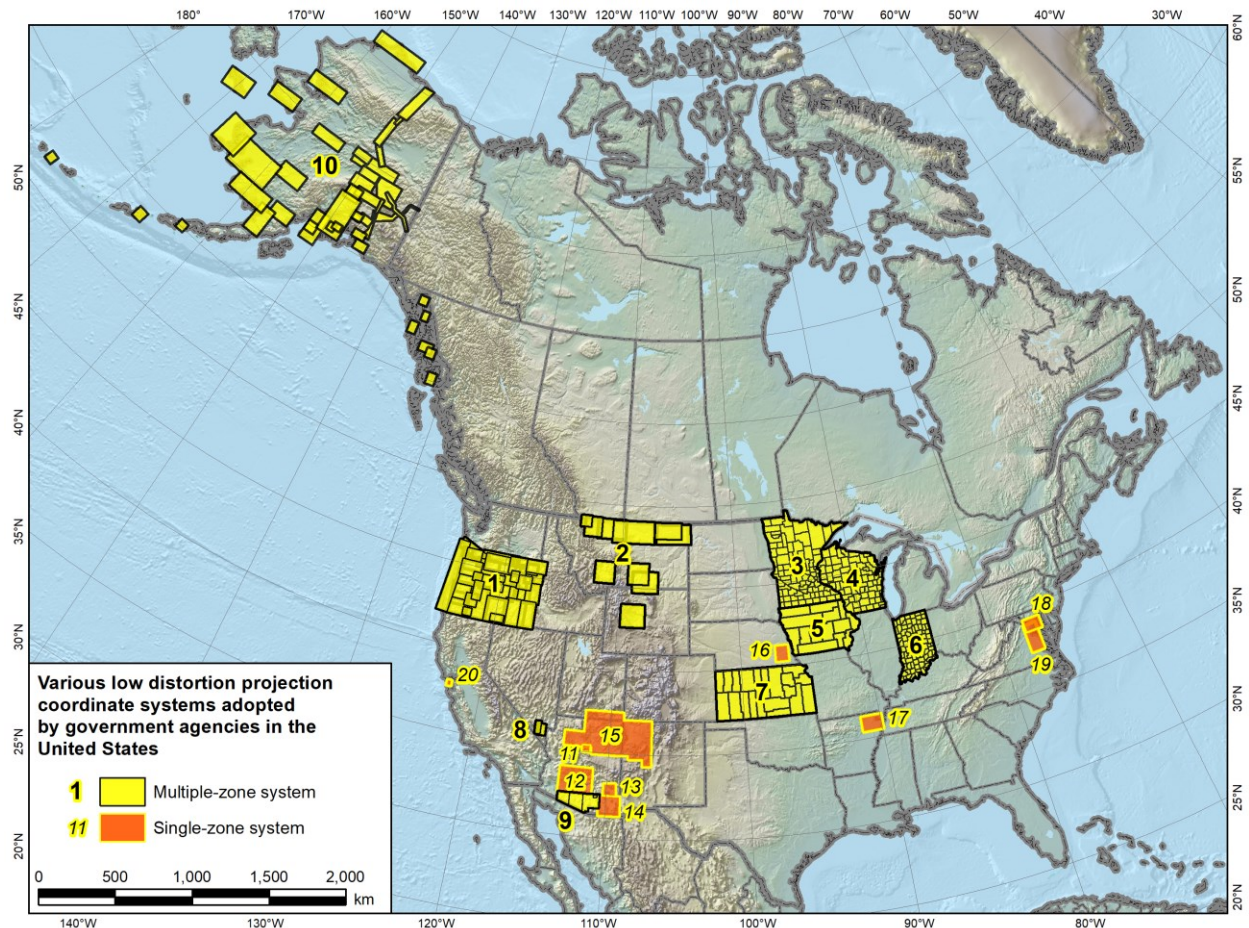 180° 170°W 160°W 150°W 140°W 130°W 120°W 110°W 100°W 90°W 80°W 70°W 60°W 50°W 40°W 30°W
60°N
55°N
50°N
45°N
40°N
35°N
30°N
25°N
20°N
50°N
45°N
40°N
35°N
30°N
25°N
20°N
10
2
1
3
4
5
6
18
19
16
7
17
20
8
15
11
12
13
14
9
Various low distortion projection
coordinate systems adopted
by government agencies in the
United States
1 Multiple-zone system
11 Single-zone system
0 500 1,000 1,500 2,000
km
140°W 130°W 120°W 110°W 100°W 90°W 80°W